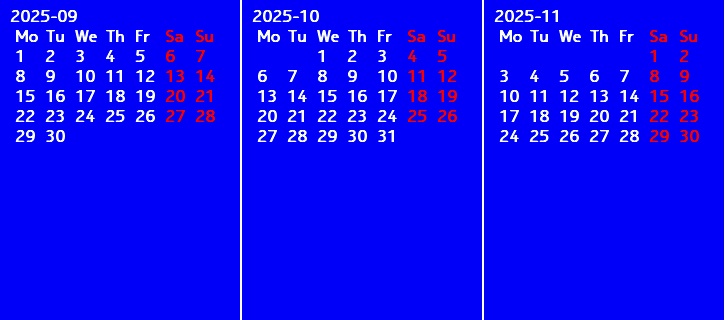 2025-09
Mo Tu We Th Fr Sa Su
1 2 3 4 5 6 7
8 9 10 11 12 13 14
15 16 17 18 19 20 21
22 23 24 25 26 27 28
29 30
2025-10
Mo Tu We Th Fr Sa Su
1 2 3 4 5
6 7 8 9 10 11 12
13 14 15 16 17 18 19
20 21 22 23 24 25 26
27 28 29 30 31
2025-11
Mo Tu We Th Fr Sa Su
1 2
3 4 5 6 7 8 9
10 11 12 13 14 15 16
17 18 19 20 21 22 23
24 25 26 27 28 29 30